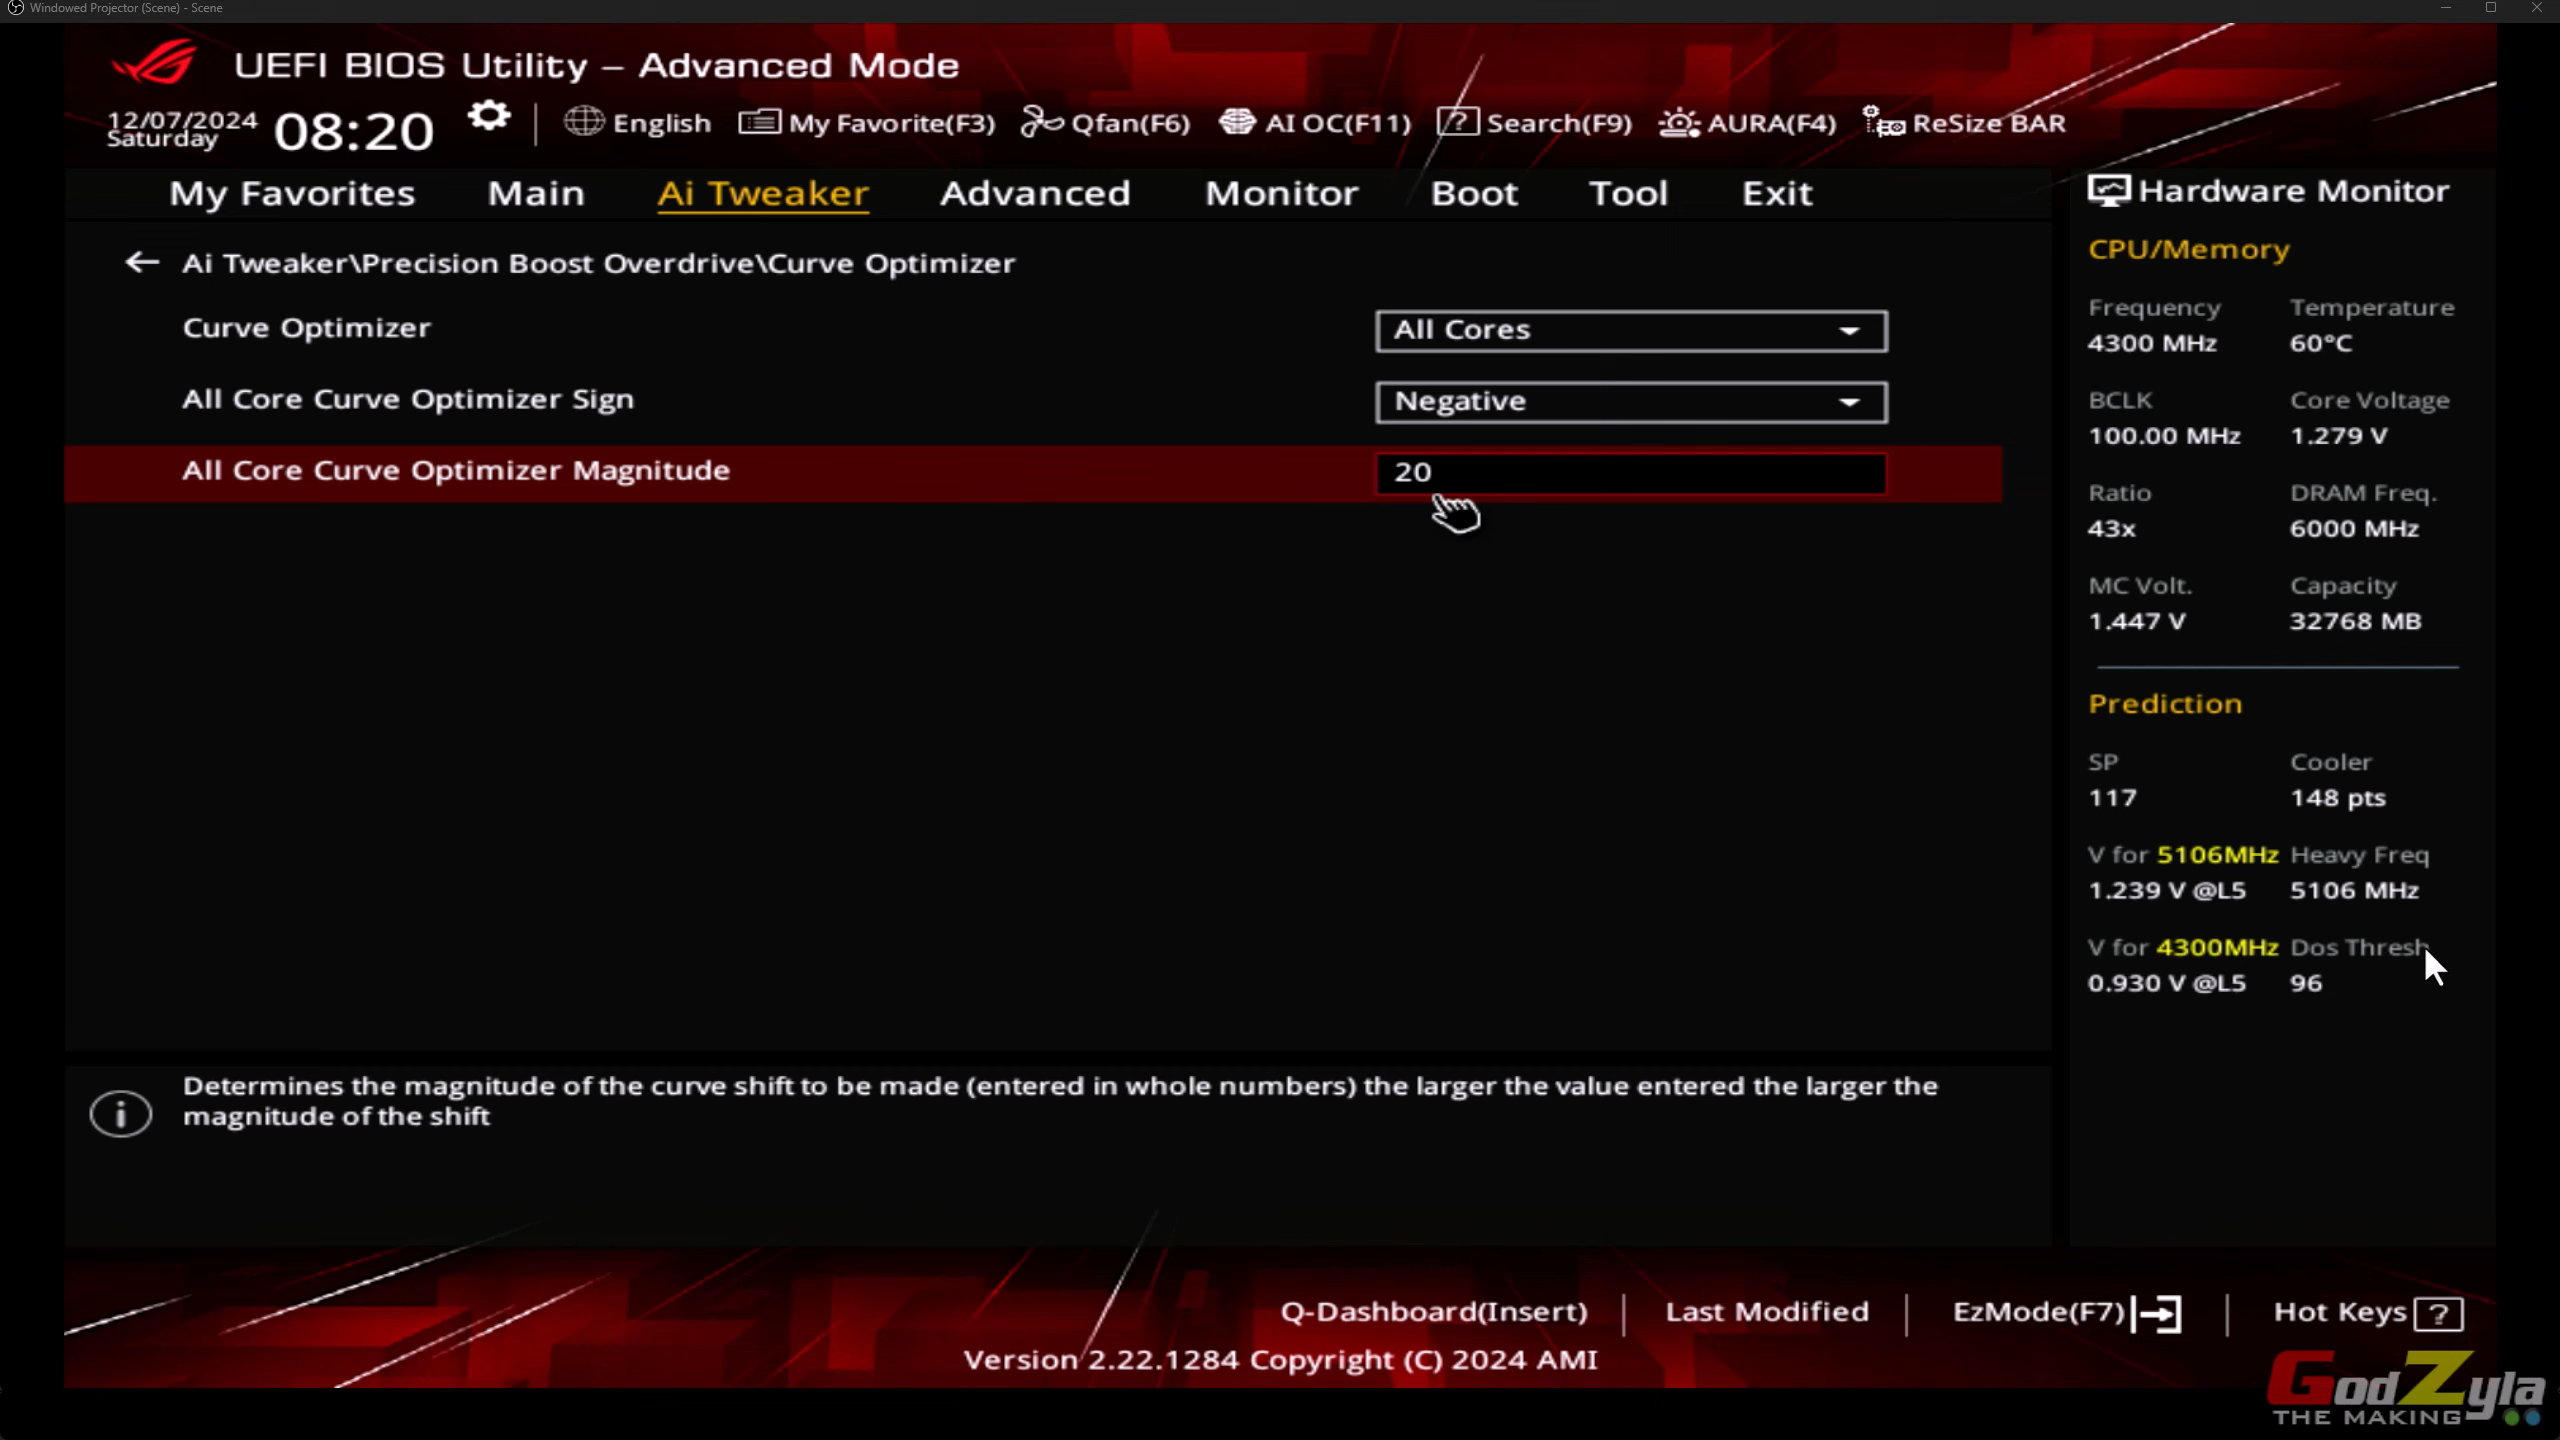 Windowed Projector (Scene) - Scene
UEFI BIOS Utility – Advanced Mode
12/07/2024
Saturday
08:20
English
My Favorite(F3)
Qfan(F6)
AI OC(F11)
Search(F9)
AURA(F4)
ReSize BAR
My Favorites
Main
Ai Tweaker
Advanced
Monitor
Boot
Tool
Exit
Ai Tweaker\Precision Boost Overdrive\Curve Optimizer
Curve Optimizer
All Cores
All Core Curve Optimizer Sign
Negative
All Core Curve Optimizer Magnitude
20
Hardware Monitor
CPU/Memory
Frequency Temperature
4300 MHz 60°C
BCLK Core Voltage
100.00 MHz 1.279 V
Ratio DRAM Freq.
43x 6000 MHz
MC Volt. Capacity
1.447 V 32768 MB
Prediction
SP Cooler
117 148 pts
V for 5106MHz Heavy Freq
1.239 V @L5 5106 MHz
V for 4300MHz Dos Thresh
0.930 V @L5 96
Determines the magnitude of the curve shift to be made (entered in whole numbers) the larger the value entered the larger the
magnitude of the shift
Q-Dashboard(Insert)
Last Modified
EzMode(F7)
Hot Keys ?
Version 2.22.1284 Copyright (C) 2024 AMI
GodZyla
THE MAKING